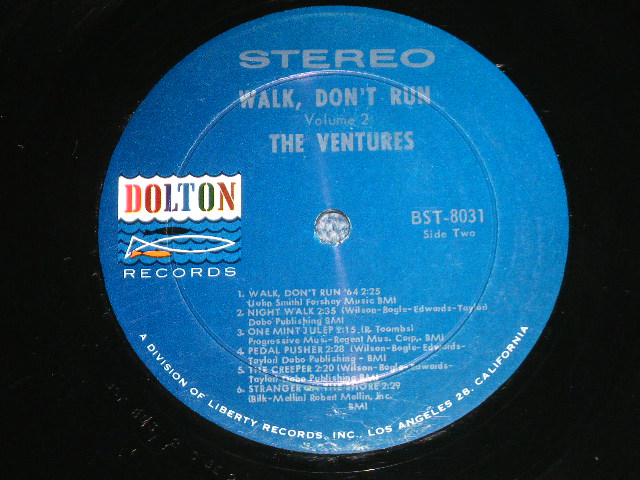 STEREO
WALK, DON'T RUN
Volume 2
THE VENTURES
DOLTON
RECORDS
BST-8031
Side Two
1. WALK, DON'T RUN '64 2:25
(John Smith) Forshay Music BMI
2. NIGHT WALK 2:35 (Wilson-Bogle-Edwards-Taylor)
Dobo Publishing BMI
3. ONE MINT JULEP 2:15 (R. Toombs)
Progressive Mus.-Regent Mus. Corp. BMI
4. PEDAL PUSHER 2:28 (Wilson-Bogle-Edwards-
Taylor) Dobo Publishing - BMI
5. THE CREEPER 2:20 (Wilson-Bogle-Edwards-
Taylor) Dobo Publishing BMI
6. STRANGER ON THE SHORE 2:29
(Bilk-Mellin) Robert Mellin, Inc.
BMI
A DIVISION OF LIBERTY RECORDS, INC., LOS ANGELES 28, CALIFORNIA